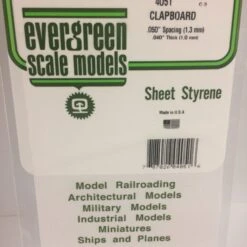 4051
CLAPBOARD
.050" Spacing (1.3 mm)
.040" Thick (1.0 mm)
evergreen
scale models
Sheet Styrene
Made in U.S.A
Model Railroading
Architectural Models
Military Models
Industrial Models
Miniatures
Ships and Planes